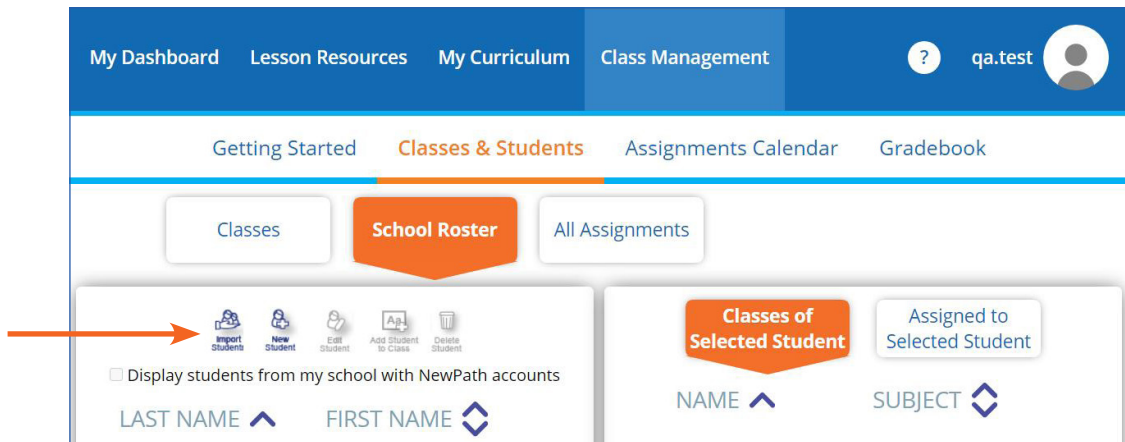 My Dashboard Lesson Resources My Curriculum Class Management ? qa.test
Getting Started Classes & Students Assignments Calendar Gradebook
Classes School Roster All Assignments
Import
Students
New
Student
Edit
Student
Add Student
to Class
Delete
Student
Display students from my school with NewPath accounts
LAST NAME FIRST NAME
Classes of
Selected Student
Assigned to
Selected Student
NAME SUBJECT